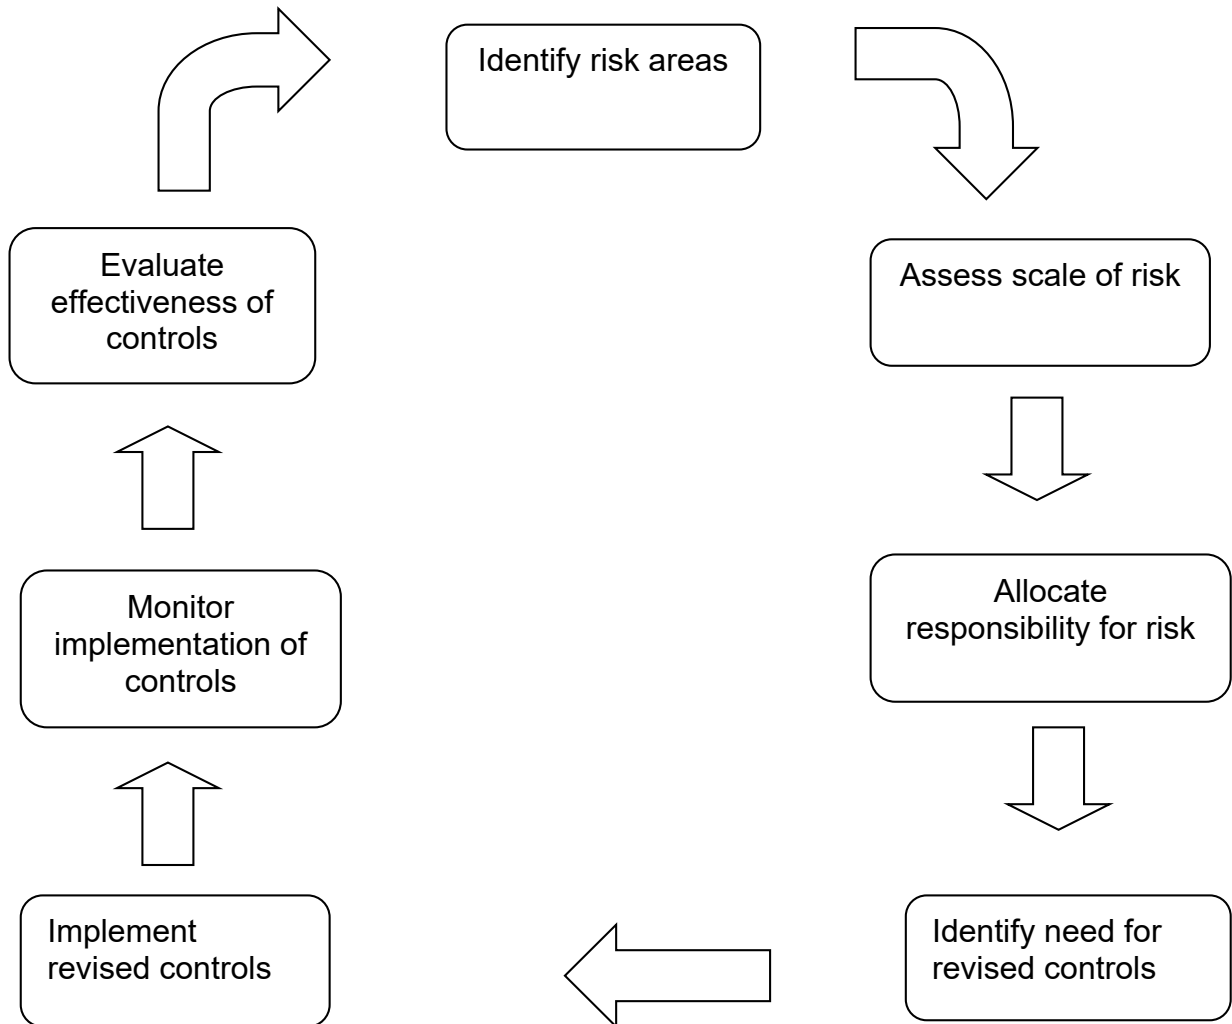 Identify risk areas
Assess scale of risk
Allocate
responsibility for risk
Identify need for
revised controls
Implement
revised controls
Monitor
implementation of
controls
Evaluate
effectiveness of
controls